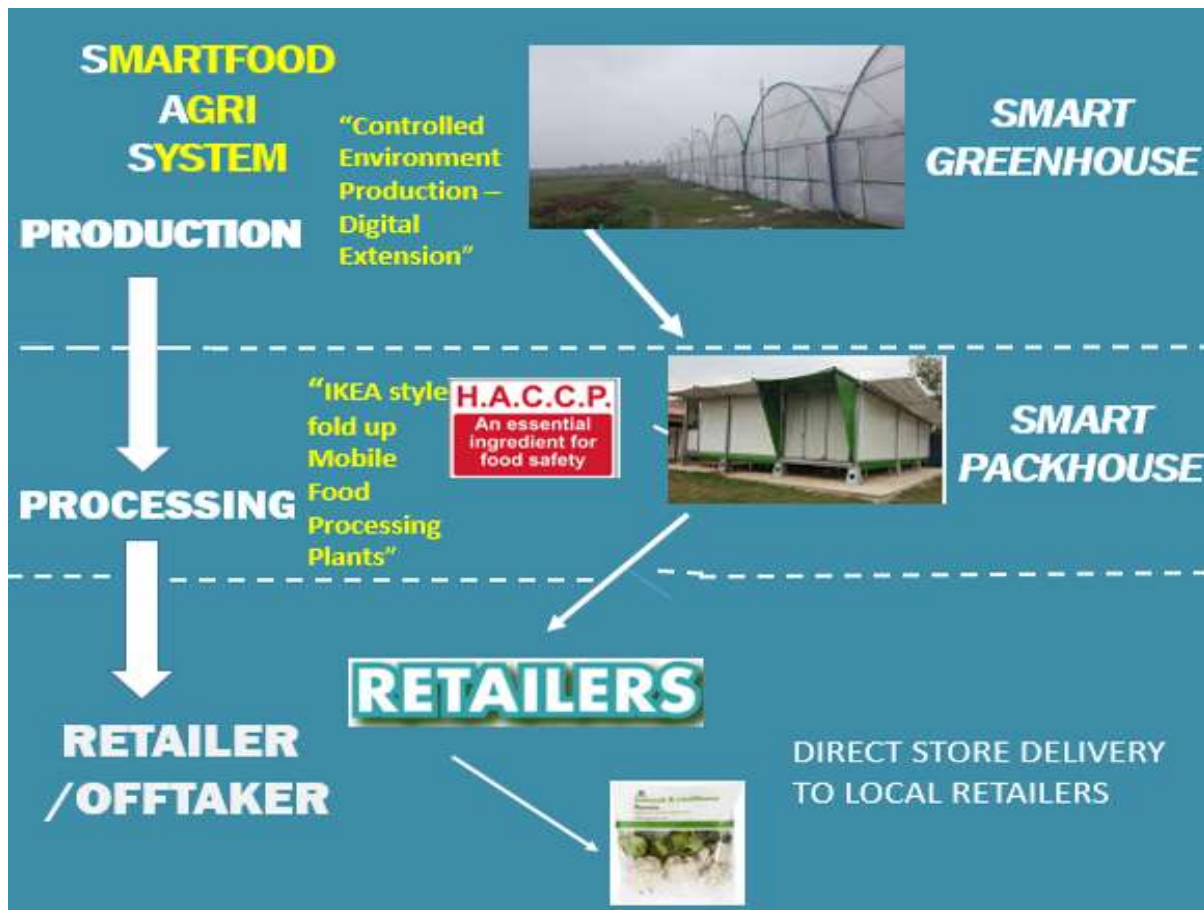 SMARTFOOD
AGRI
SYSTEM
PRODUCTION
“Controlled
Environment
Production –
Digital
Extension”
SMART
GREENHOUSE
PROCESSING
“IKEA style
fold up
Mobile
Food
Processing
Plants”
H.A.C.C.P.
An essential
ingredient for
food safety
SMART
PACKHOUSE
RETAILER
/OFFTAKER
RETAILERS
DIRECT STORE DELIVERY
TO LOCAL RETAILERS